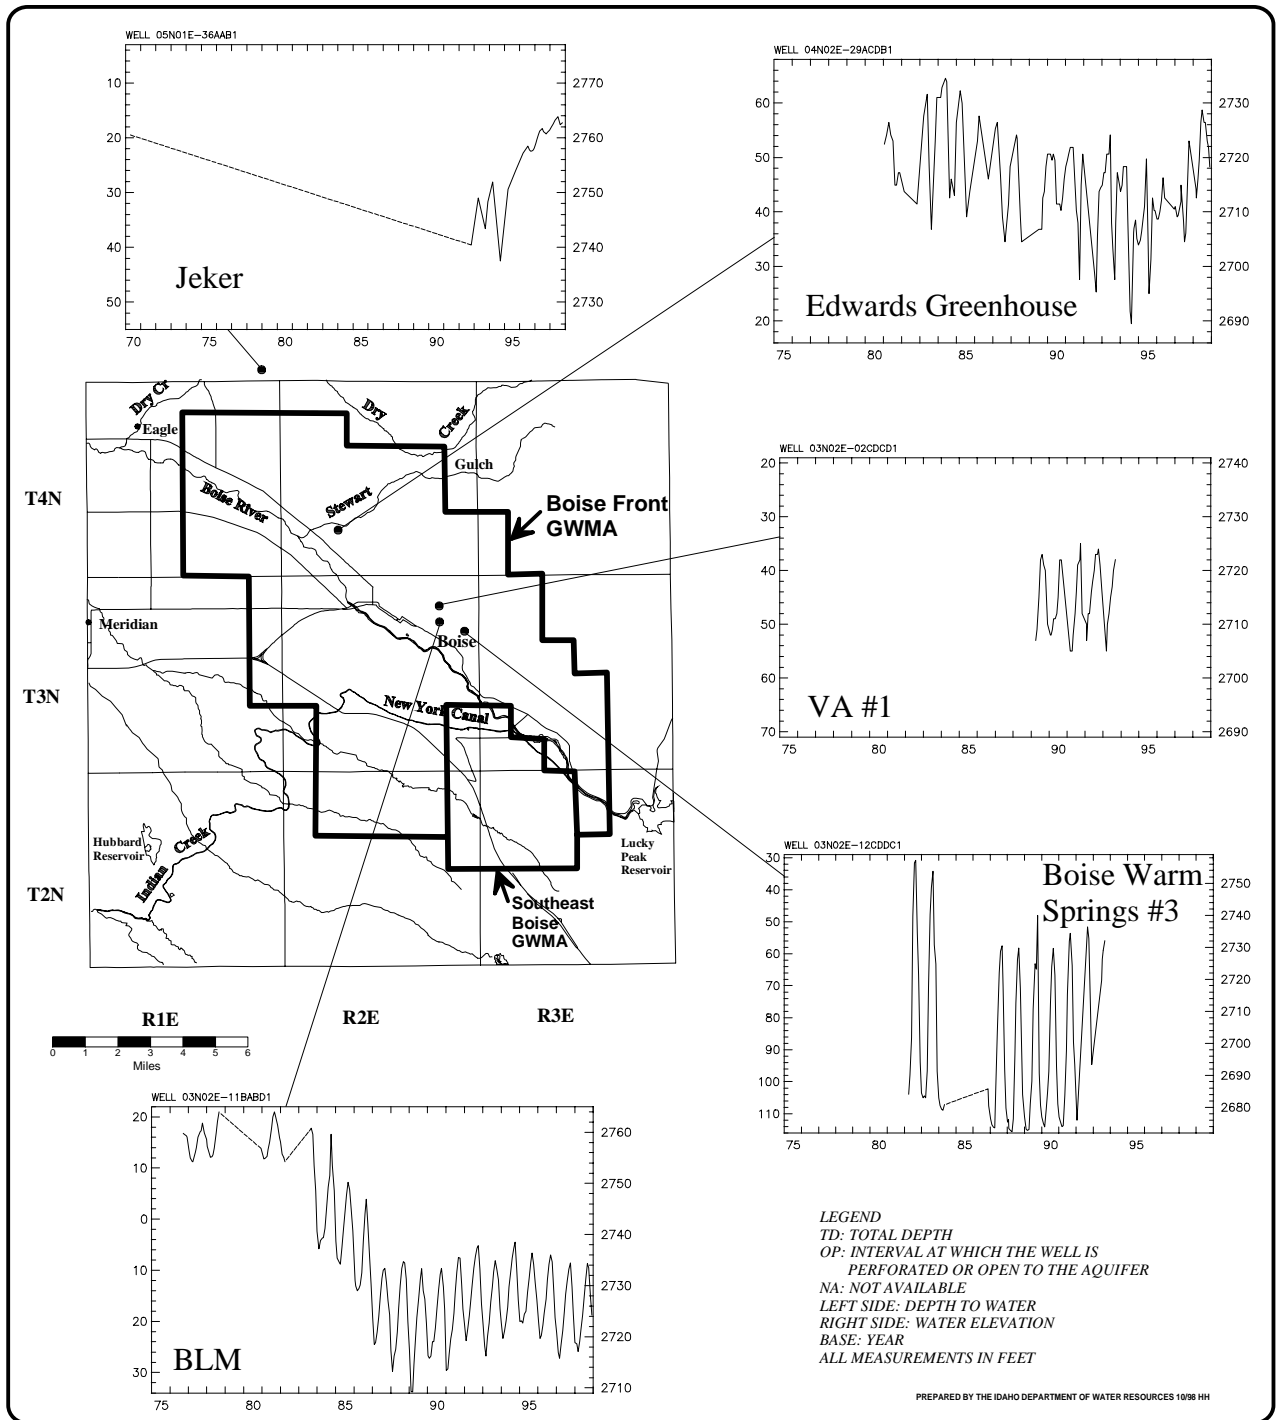 WELL 05N01E-36AAB1
10
20
30
40
50
2770
2760
2750
2740
2730
Jeker
70
75
80
85
90
95
WELL 04N02E-29ACDB1
60
50
40
30
20
2730
2720
2710
2700
2690
Edwards Greenhouse
75
80
85
90
95
Dry Cr
Eagle
Dry
Creek
Gulch
Stewart
Boise River
T4N
Boise Front
GWMA
Meridian
Boise
T3N
New York Canal
Hubbard
Reservoir
Indian Creek
Lucky
Peak
Reservoir
T2N
Southeast
Boise
GWMA
R1E
R2E
R3E
0 1 2 3 4 5 6
Miles
WELL 03N02E-02CDCD1
20
30
40
50
60
70
2740
2730
2720
2710
2700
2690
VA #1
75
80
85
90
95
WELL 03N02E-12CDDC1
30
40
50
60
70
80
90
100
110
2750
2740
2730
2720
2710
2700
2690
2680
Boise Warm
Springs #3
75
80
85
90
95
WELL 03N02E-11BABD1
20
10
0
10
20
30
2760
2750
2740
2730
2720
2710
BLM
75
80
85
90
95
LEGEND
TD: TOTAL DEPTH
OP: INTERVAL AT WHICH THE WELL IS
PERFORATED OR OPEN TO THE AQUIFER
NA: NOT AVAILABLE
LEFT SIDE: DEPTH TO WATER
RIGHT SIDE: WATER ELEVATION
BASE: YEAR
ALL MEASUREMENTS IN FEET
PREPARED BY THE IDAHO DEPARTMENT OF WATER RESOURCES 10/98 HH